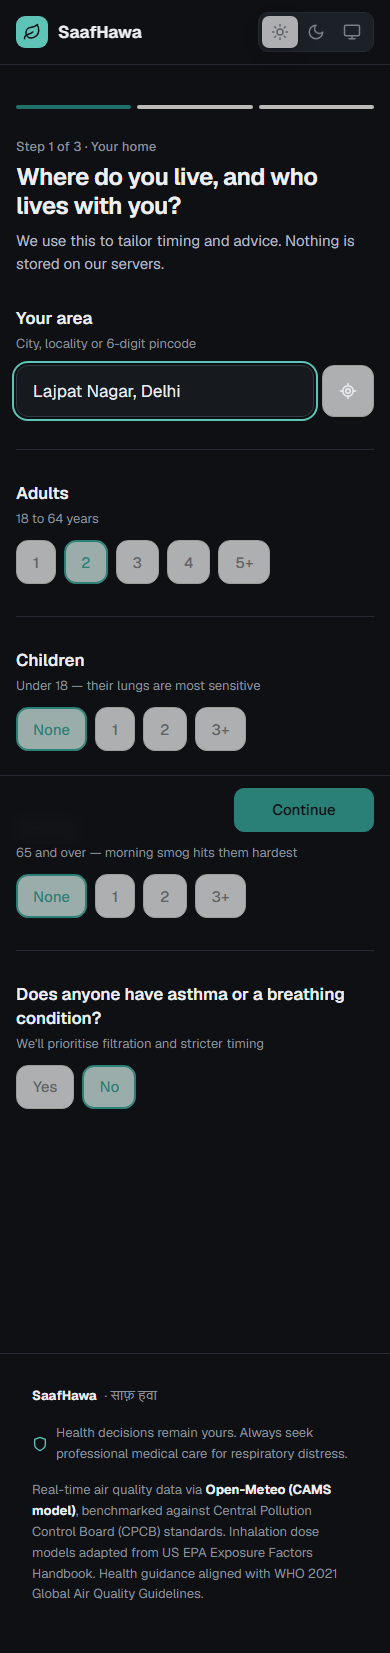 SaafHawa
Step 1 of 3 · Your home
Where do you live, and who
lives with you?
We use this to tailor timing and advice. Nothing is
stored on our servers.
Your area
City, locality or 6-digit pincode
Lajpat Nagar, Delhi
Adults
18 to 64 years
1 2 3 4 5+
Children
Under 18 — their lungs are most sensitive
None 1 2 3+
Continue
65 and over — morning smog hits them hardest
None 1 2 3+
Does anyone have asthma or a breathing
condition?
We'll prioritise filtration and stricter timing
Yes No
SaafHawa · साफ़ हवा
Health decisions remain yours. Always seek
professional medical care for respiratory distress.
Real-time air quality data via Open-Meteo (CAMS
model), benchmarked against Central Pollution
Control Board (CPCB) standards. Inhalation dose
models adapted from US EPA Exposure Factors
Handbook. Health guidance aligned with WHO 2021
Global Air Quality Guidelines.